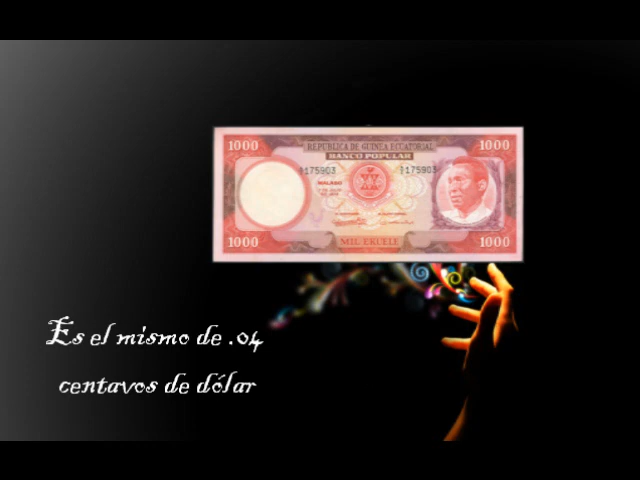 1000 REPUBLICA DE GUINEA ECUATORIAL 1000
BANCO POPULAR
175903 175903
MALABO
1000 MIL EKUELE 1000
Es el mismo de .04
centavos de dólar